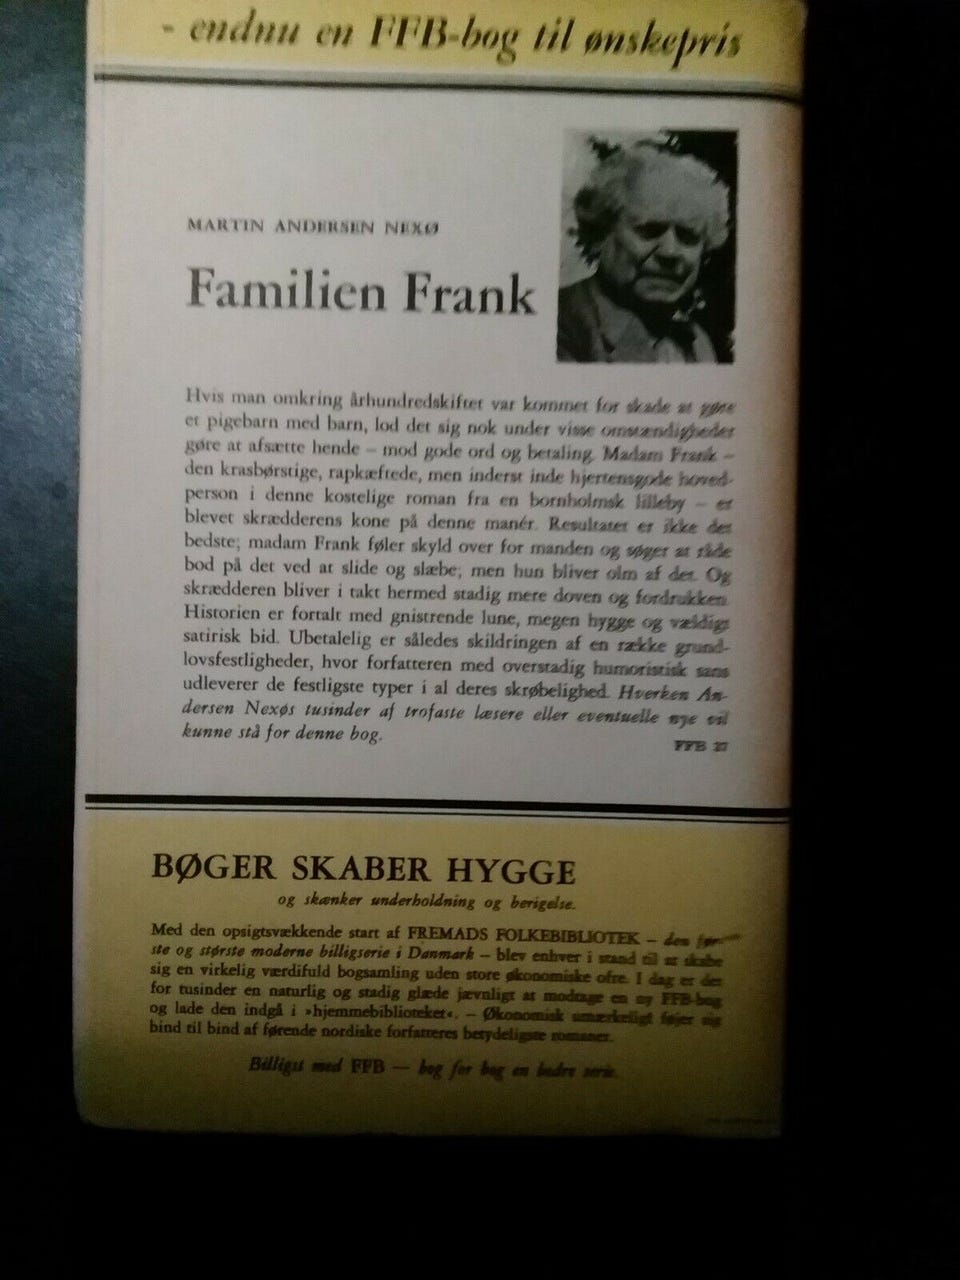 - endnu en FFB-bog til ønskepris
MARTIN ANDERSEN NEXØ
Familien Frank
Hvis man omkring århundredskiftet var kommet for skade at gøre
et pigebarn med barn, lod det sig nok under visse omstændigheder
gøre at afsætte hende – mod gode ord og betaling. Madam Frank –
den krasbørstige, rapkæftede, men inderst inde hjertensgode hoved-
person i denne kostelige roman fra en bornholmsk lilleby – er
blevet skrædderens kone på denne manér. Resultatet er ikke det
bedste; madam Frank føler skyld over for manden og søger at råde
bod på det ved at slide og slæbe; men hun bliver olm af det. Og
skrædderen bliver i takt hermed stadig mere doven og fordrukken.
Historien er fortalt med gnistrende lune, megen hygge og vældigt
satirisk bid. Ubetalelig er således skildringen af en række grund-
lovsfestligheder, hvor forfatteren med overstadig humoristisk sans
udleverer de festligste typer i al deres skrøbelighed. Hverken An-
dersen Nexøs tusinder af trofaste læsere eller eventuelle nye vil
kunne stå for denne bog.
FFB 27
BØGER SKABER HYGGE
og skænker underholdning og berigelse.
Med den opsigtsvækkende start af FREMADS FOLKEBIBLIOTEK – den før-
ste og største moderne billigserie i Danmark – blev enhver i stand til at skabe
sig en virkelig værdifuld bogsamling uden store økonomiske ofre. I dag er det
for tusinder en naturlig og stadig glæde jævnligt at modtage en ny FFB-bog
og lade den indgå i »hjemmebiblioteket«. – Økonomisk umærkeligt føjer sig
bind til bind af førende nordiske forfatteres betydeligste romaner.
Billigst med FFB — bog for bog en bedre serie.